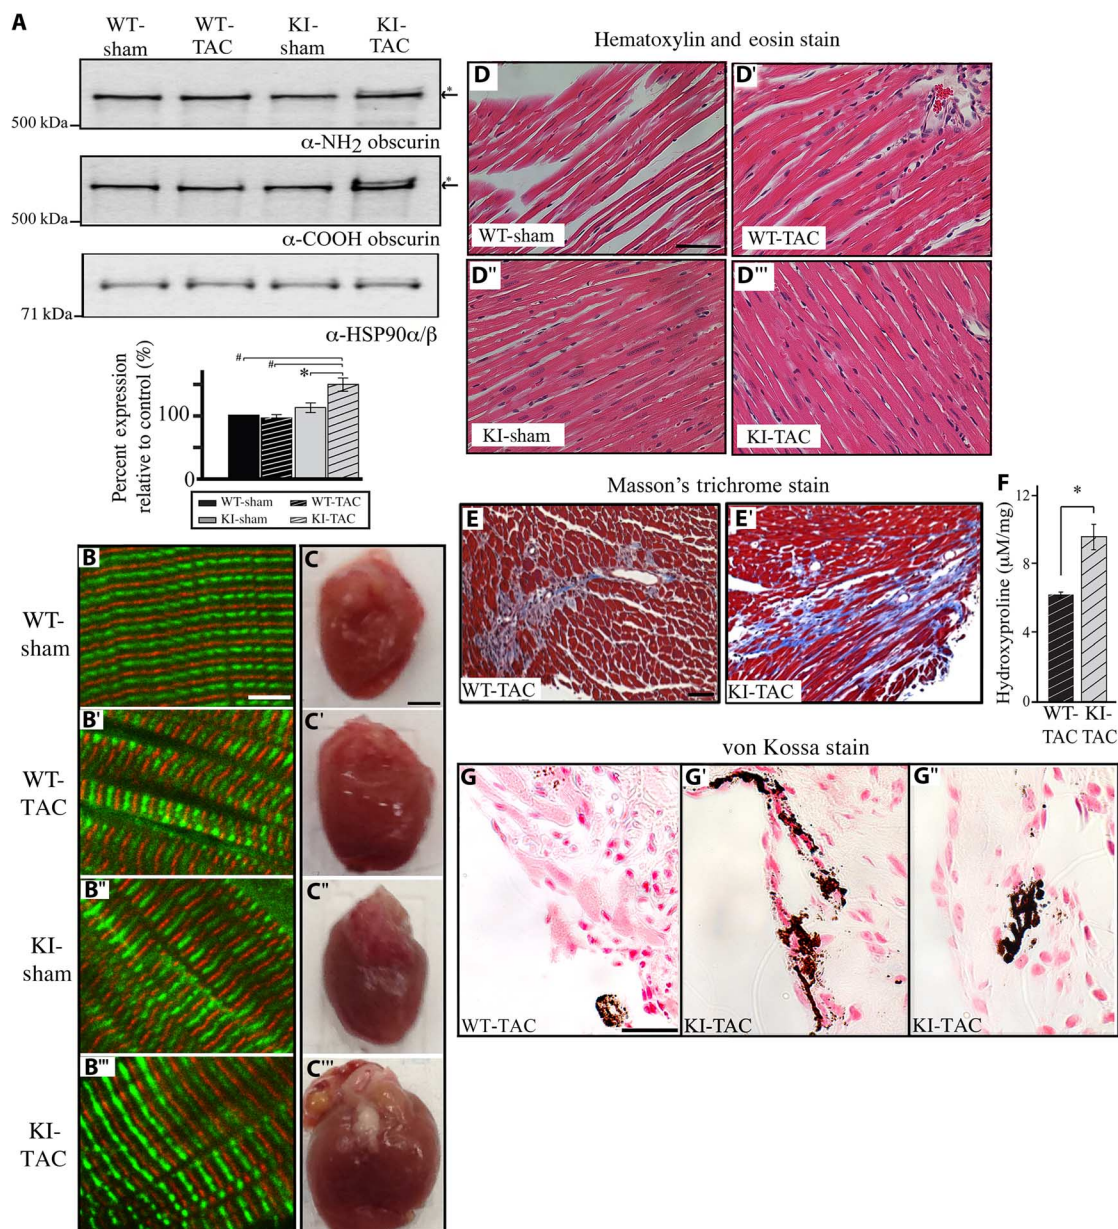 A
WT-
sham
WT-
TAC
KI-
sham
KI-
TAC
*
500 kDa
α-NH2 obscurin
*
500 kDa
α-COOH obscurin
71 kDa
α-HSP90α/β
Percent expression
relative to control (%)
#
#
*
100
0
WT-sham
WT-TAC
KI-sham
KI-TAC
B
WT-
sham
B'
WT-
TAC
B"
KI-
sham
B'"
KI-
TAC
C
C'
C"
C'"
Hematoxylin and eosin stain
D
WT-sham
D'
WT-TAC
D"
KI-sham
D'"
KI-TAC
Masson's trichrome stain
E
WT-TAC
E'
KI-TAC
F
Hydroxyproline (μM/mg)
12
8
4
0
*
WT-
TAC
KI-
TAC
von Kossa stain
G
WT-TAC
G'
KI-TAC
G"
KI-TAC